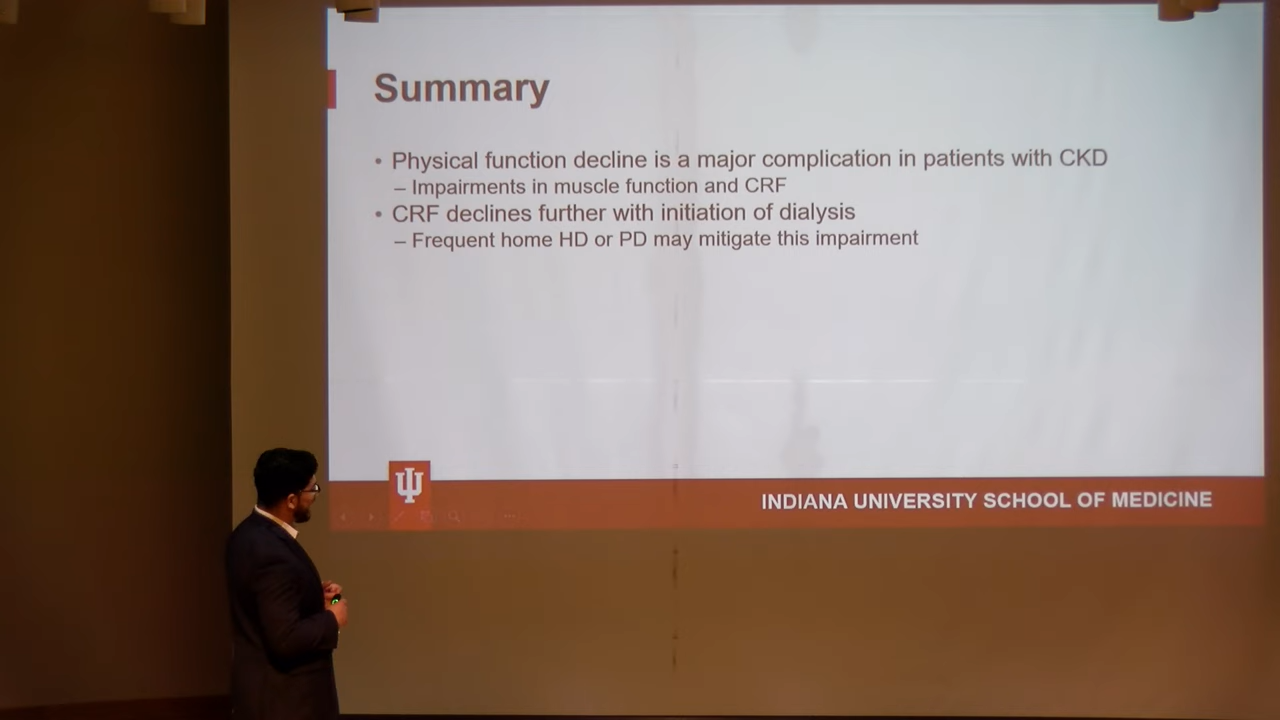 Summary
• Physical function decline is a major complication in patients with CKD
– Impairments in muscle function and CRF
• CRF declines further with initiation of dialysis
– Frequent home HD or PD may mitigate this impairment
INDIANA UNIVERSITY SCHOOL OF MEDICINE